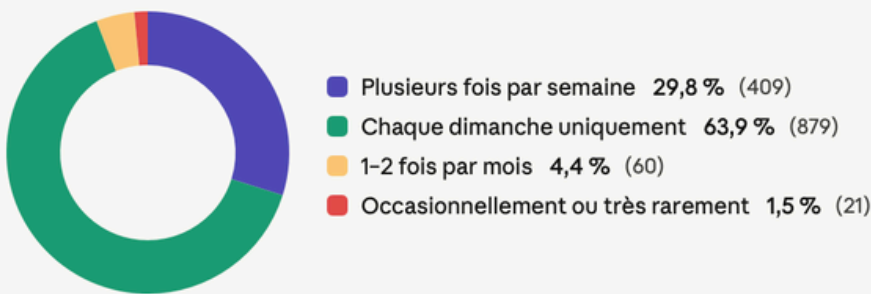 Plusieurs fois par semaine 29,8 % (409)
Chaque dimanche uniquement 63,9 % (879)
1–2 fois par mois 4,4 % (60)
Occasionnellement ou très rarement 1,5 % (21)